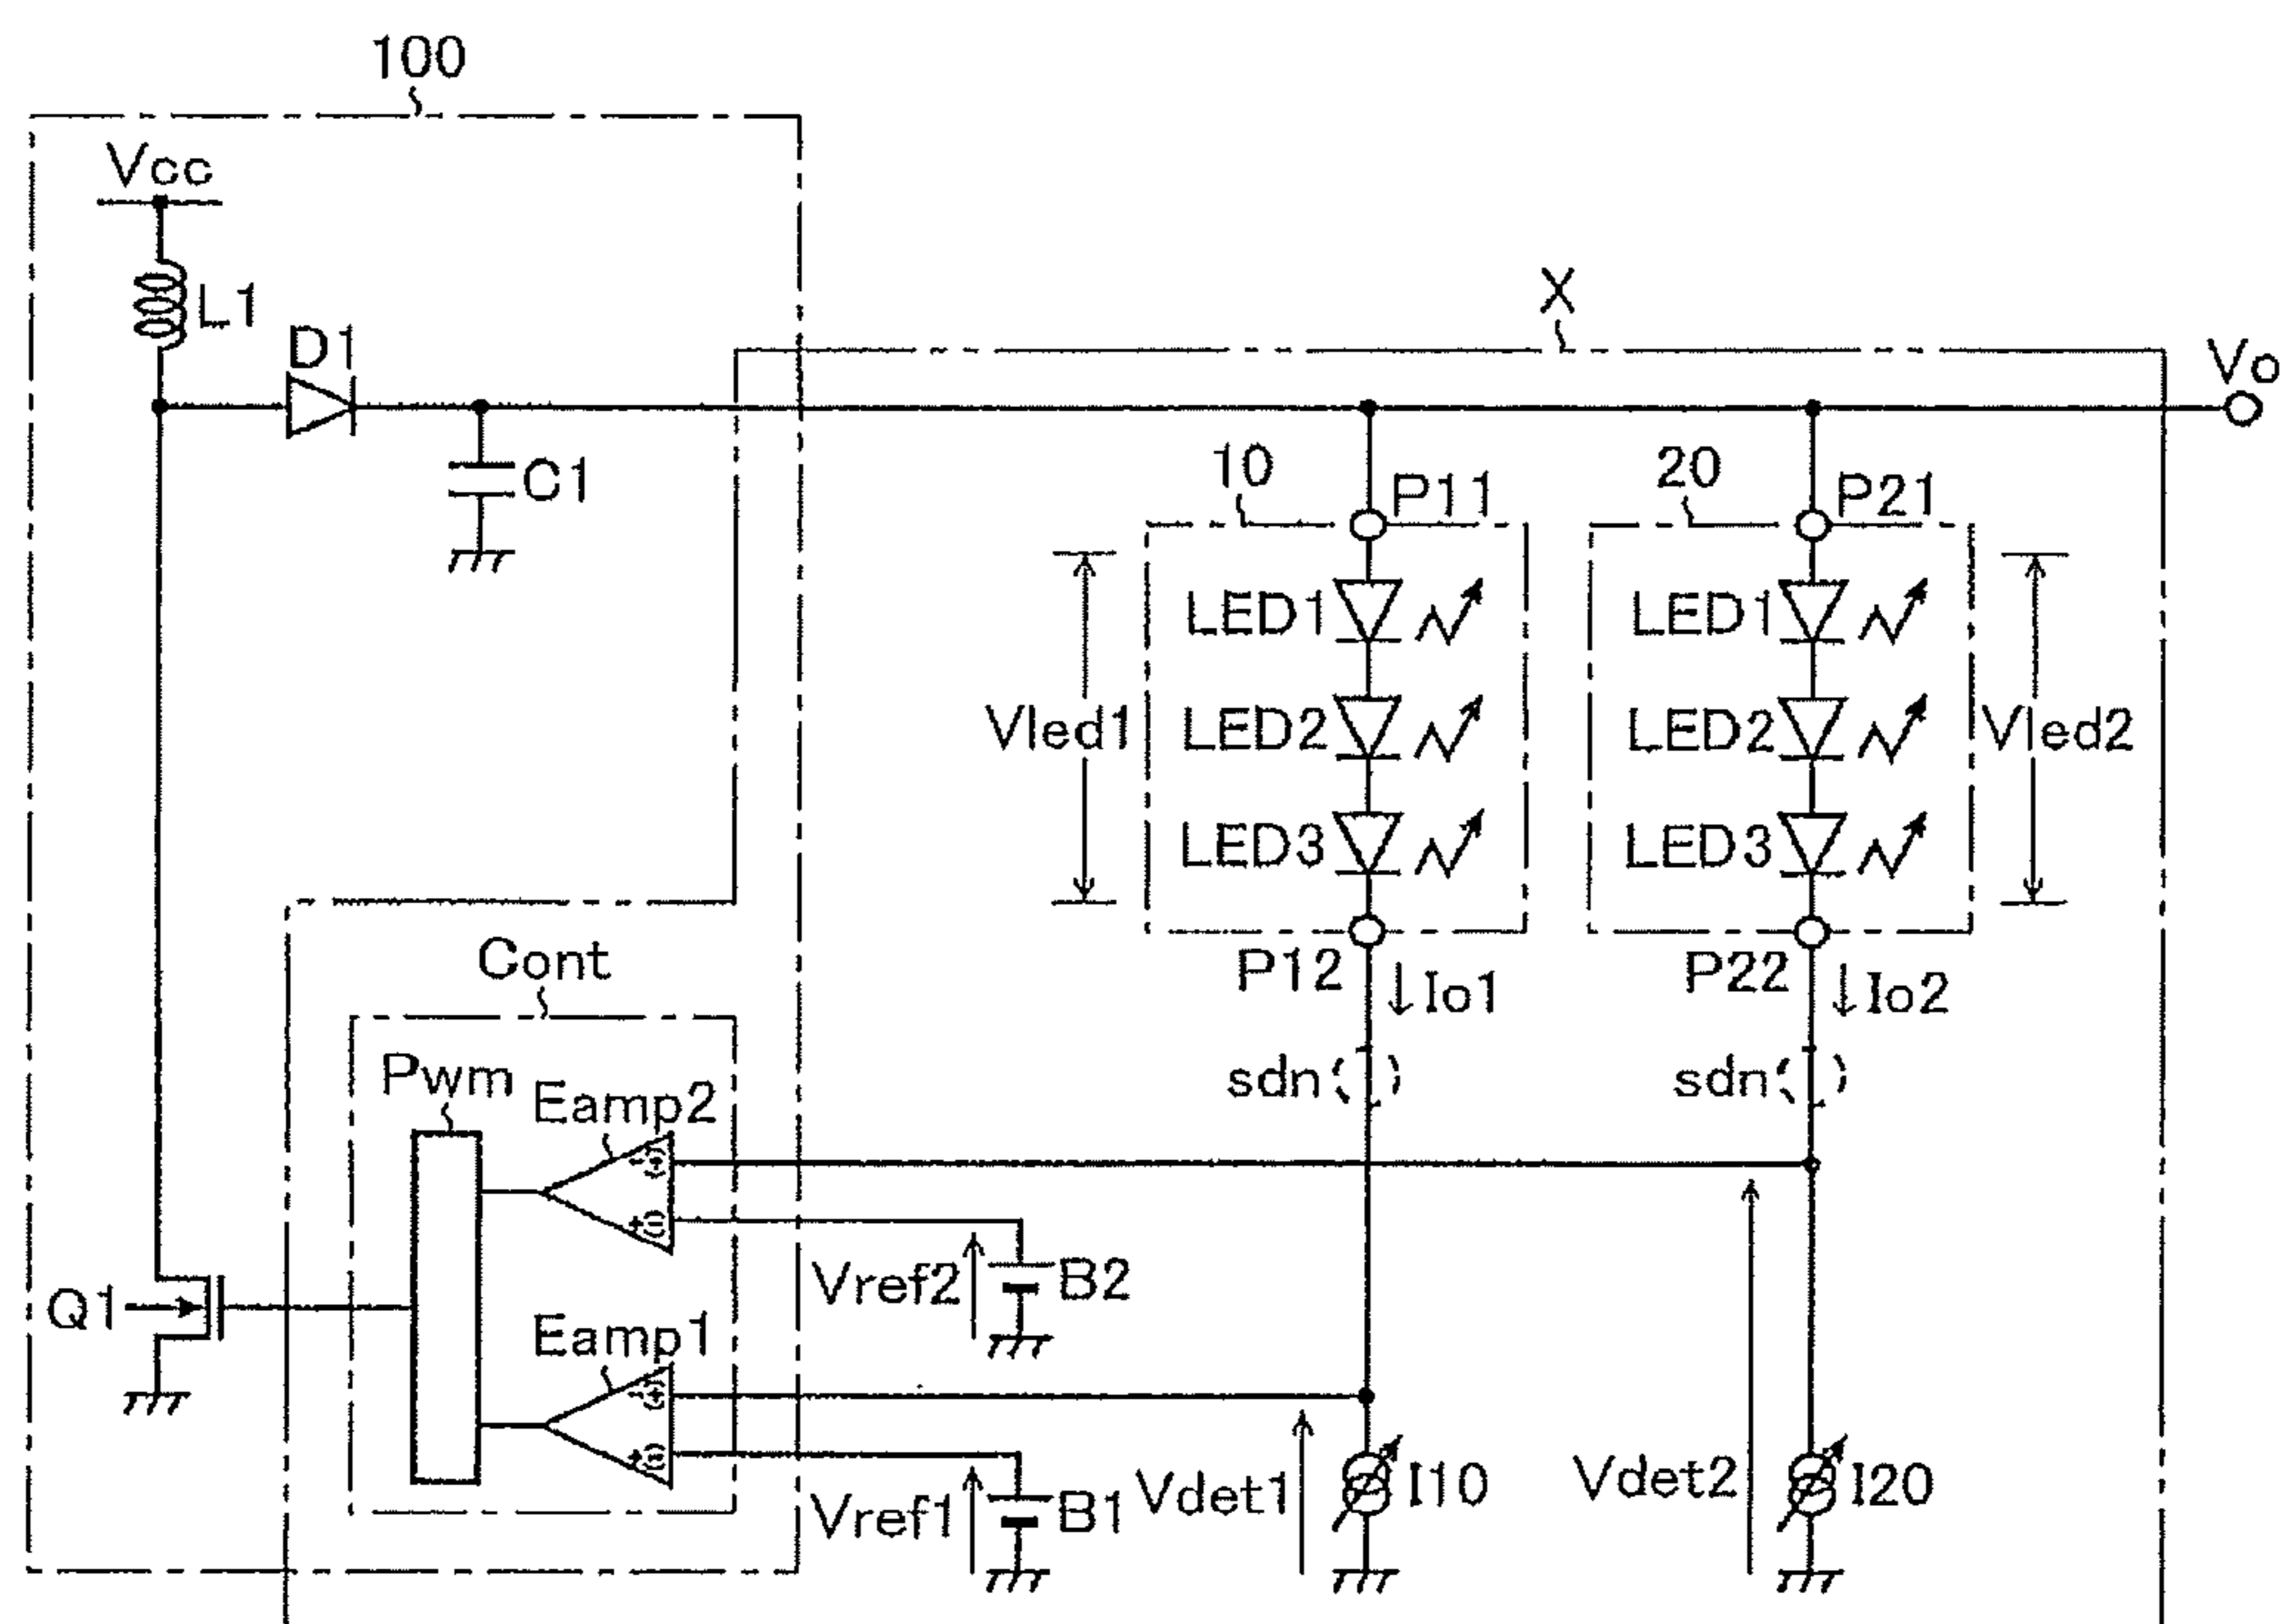 100
Vcc
L1
D1
C1
X
Vo
10
P11
20
P21
LED1
LED2
LED3
Vled1
LED1
LED2
LED3
Vled2
P12
Io1
P22
Io2
sdn
sdn
Cont
Pwm
Eamp2
- (+)
+ (-)
Vref2
B2
Q1
Eamp1
- (+)
+ (-)
Vref1
B1
Vdet1
I10
Vdet2
I20